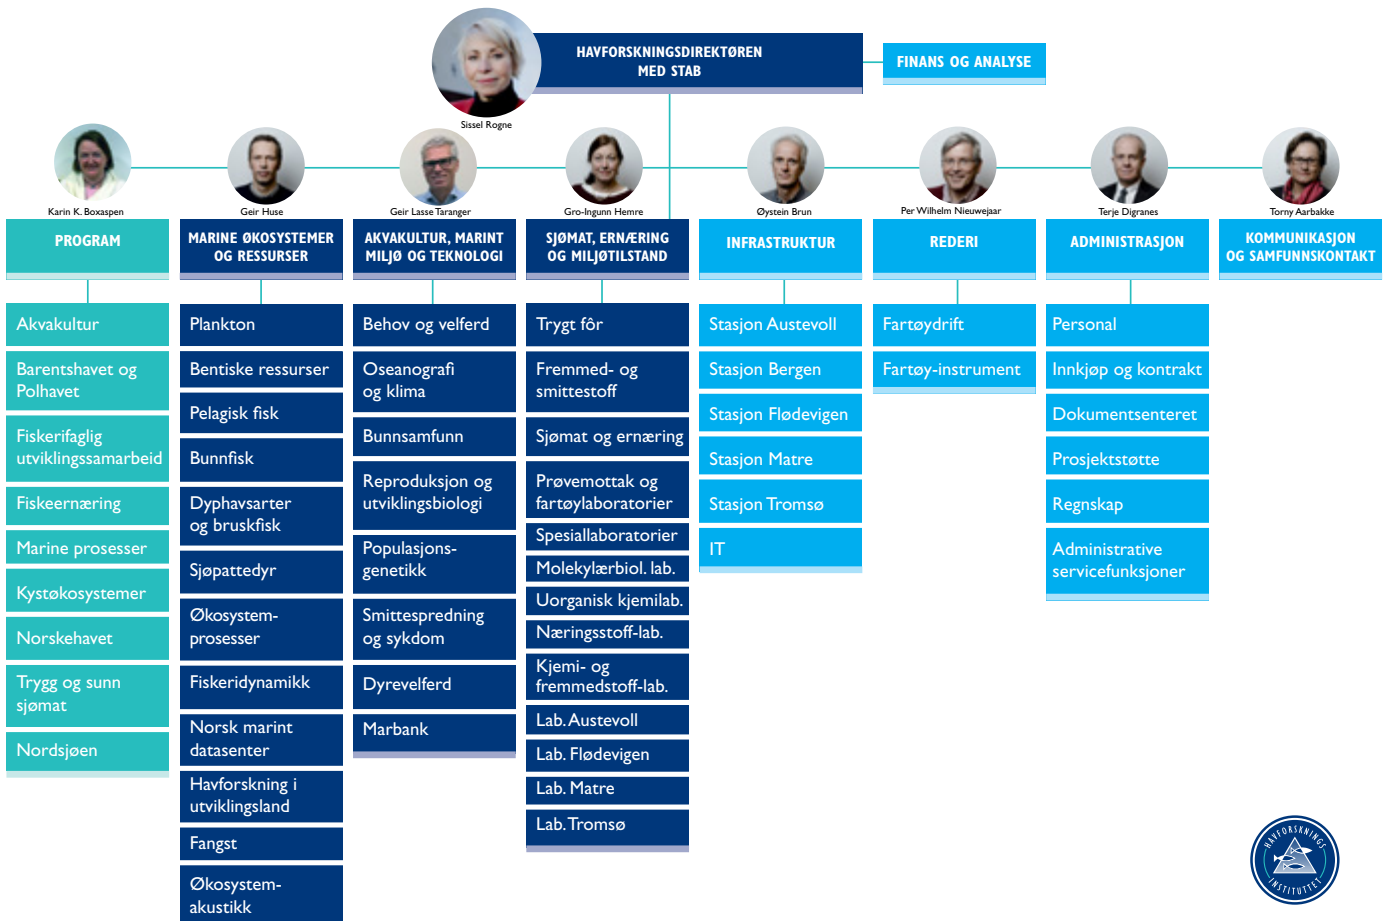 HAVFORSKNINGSDIREKTØREN
MED STAB
FINANS OG ANALYSE
Sissel Rogne
Karin K. Boxaspen
Geir Huse
Geir Lasse Taranger
Gro-Ingunn Hemre
Øystein Brun
Per Wilhelm Nieuwejaar
Terje Digranes
Torny Aarbakke
PROGRAM
MARINE ØKOSYSTEMER
OG RESSURSER
AKVAKULTUR, MARINT
MILJØ OG TEKNOLOGI
SJØMAT, ERNÆRING
OG MILJØTILSTAND
INFRASTRUKTUR
REDERI
ADMINISTRASJON
KOMMUNIKASJON
OG SAMFUNNSKONTAKT
Akvakultur
Barentshavet og
Polhavet
Fiskerifaglig
utviklingssamarbeid
Fiskeernæring
Marine prosesser
Kystøkosystemer
Norskehavet
Trygg og sunn
sjømat
Nordsjøen
Plankton
Bentiske ressurser
Pelagisk fisk
Bunnfisk
Dyphavsarter
og bruskfisk
Sjøpattedyr
Økosystem-
prosesser
Fiskeridynamikk
Norsk marint
datasenter
Havforskning i
utviklingsland
Fangst
Økosystem-
akustikk
Behov og velferd
Oseanografi
og klima
Bunnsamfunn
Reproduksjon og
utviklingsbiologi
Populasjons-
genetikk
Smittespredning
og sykdom
Dyrevelferd
Marbank
Trygt fôr
Fremmed- og
smittestoff
Sjømat og ernæring
Prøvemottak og
fartøylaboratorier
Spesiallaboratorier
Molekylærbiol. lab.
Uorganisk kjemilab.
Næringsstoff-lab.
Kjemi- og
fremmedstoff-lab.
Lab. Austevoll
Lab. Flødevigen
Lab. Matre
Lab. Tromsø
Stasjon Austevoll
Stasjon Bergen
Stasjon Flødevigen
Stasjon Matre
Stasjon Tromsø
IT
Fartøydrift
Fartøy-instrument
Personal
Innkjøp og kontrakt
Dokumentsenteret
Prosjektstøtte
Regnskap
Administrative
servicefunksjoner
HAVFORSKNINGS
INSTITUTTET